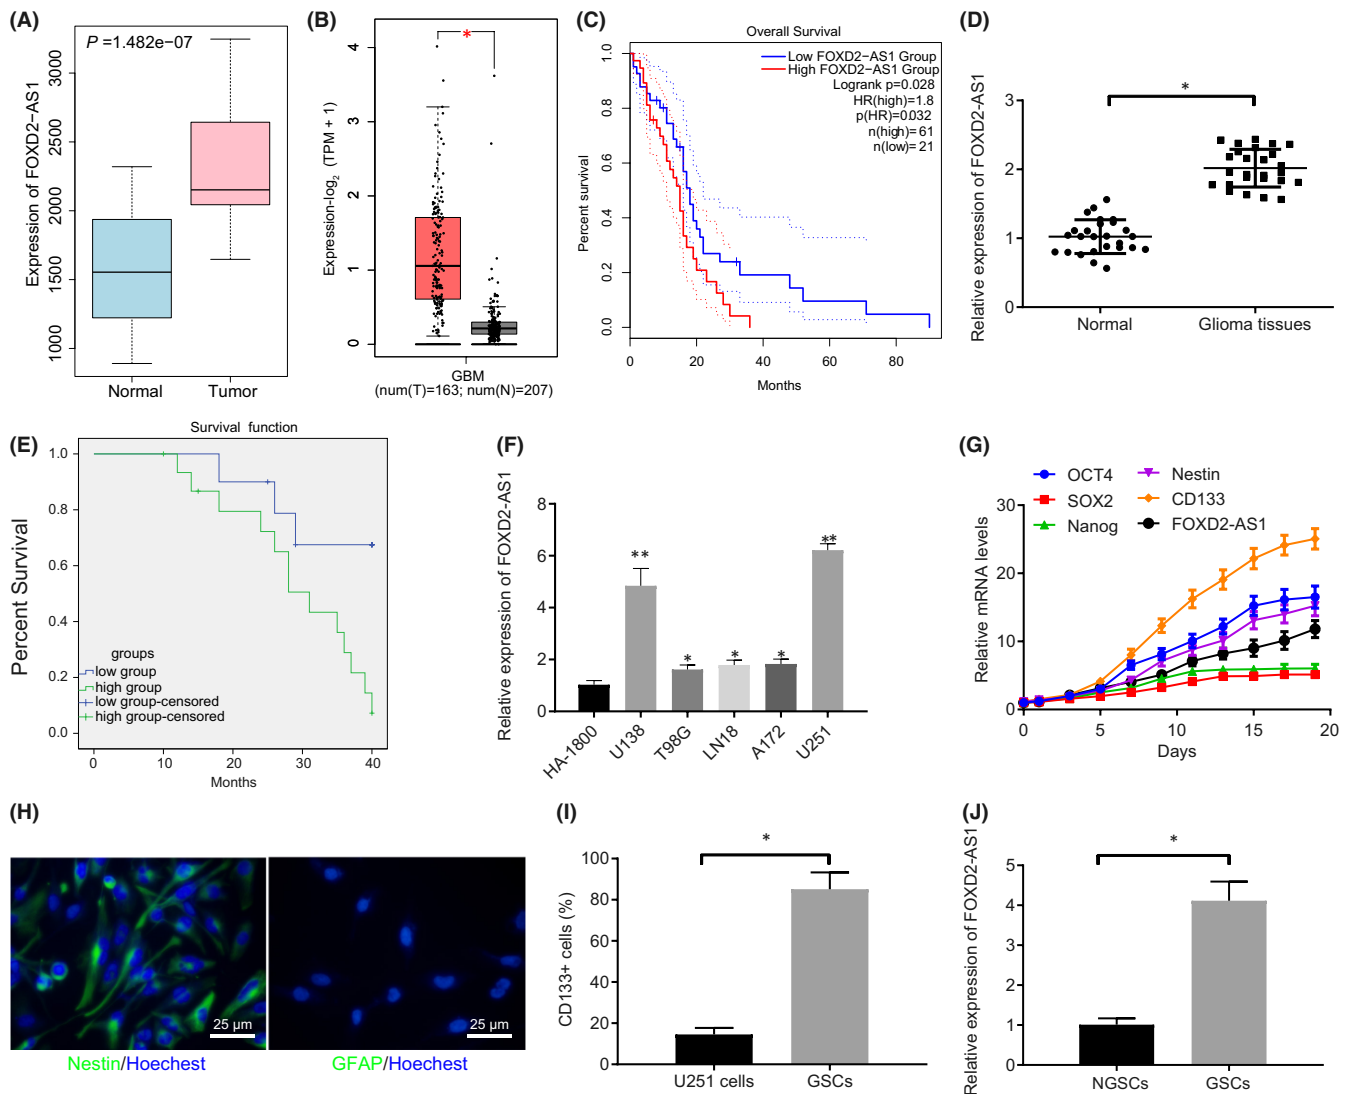 (A)
P =1.482e−07
Expression of FOXD2−AS1
3000
2500
2000
1500
1000
Normal
Tumor
(B)
*
Expression-log2 (TPM + 1)
4
3
2
1
0
GBM
(num(T)=163; num(N)=207)
(C)
Overall Survival
Low FOXD2−AS1 Group
High FOXD2−AS1 Group
Logrank p=0.028
HR(high)=1.8
p(HR)=0.032
n(high)= 61
n(low)= 21
Percent survival
1.0
0.8
0.6
0.4
0.2
0.0
0 20 40 60 80
Months
(D)
*
Relative expression of FOXD2-AS1
3
2
1
0
Normal
Glioma tissues
(E)
Survival function
Percent Survival
1.0
0.8
0.6
0.4
0.2
0.0
groups
low group
high group
low group-censored
high group-censored
0 10 20 30 40
Months
(F)
Relative expression of FOXD2-AS1
8
6
4
2
0
**
*
*
*
**
HA-1800
U138
T98G
LN18
A172
U251
(G)
OCT4
SOX2
Nanog
Nestin
CD133
FOXD2-AS1
Relative mRNA levels
30
20
10
0
0 5 10 15 20
Days
(H)
25 µm
25 µm
Nestin/Hoechest
GFAP/Hoechest
(I)
*
CD133+ cells (%)
100
80
60
40
20
0
U251 cells
GSCs
(J)
*
Relative expression of FOXD2-AS1
5
4
3
2
1
0
NGSCs
GSCs